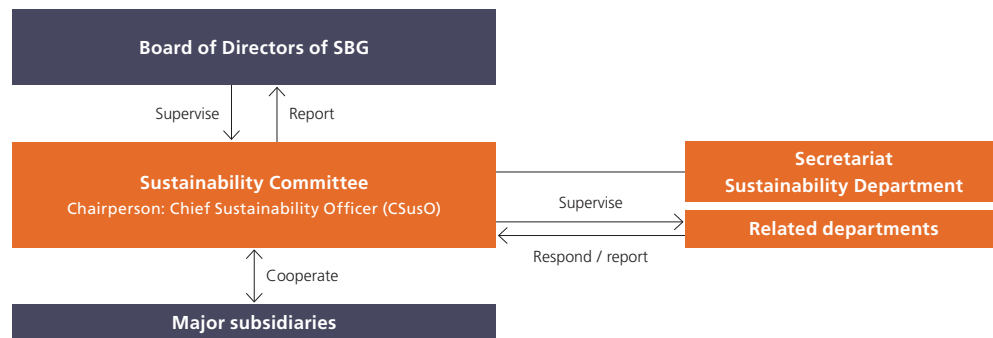 Board of Directors of SBG
Supervise
Report
Sustainability Committee
Chairperson: Chief Sustainability Officer (CSusO)
Secretariat
Sustainability Department
Supervise
Related departments
Respond / report
Cooperate
Major subsidiaries